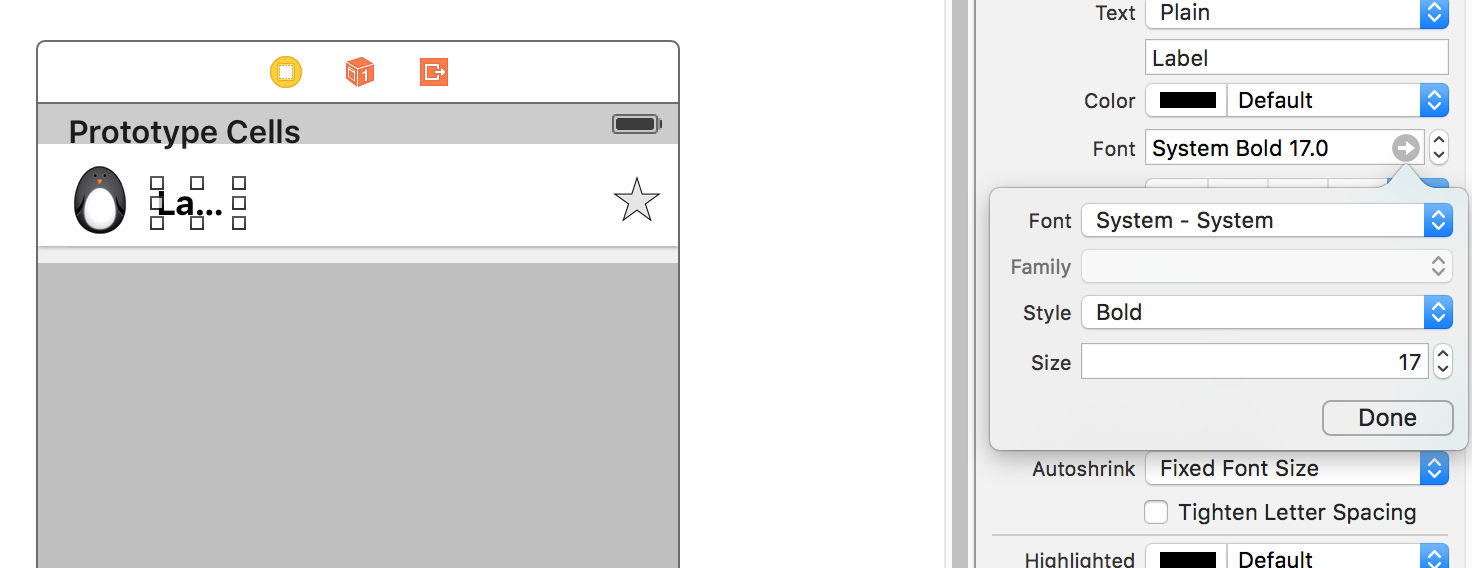 Prototype Cells
La...
Text Plain
Label
Color Default
Font System Bold 17.0
Font System - System
Family
Style Bold
Size 17
Done
Autoshrink Fixed Font Size
Tighten Letter Spacing
Highlighted Default